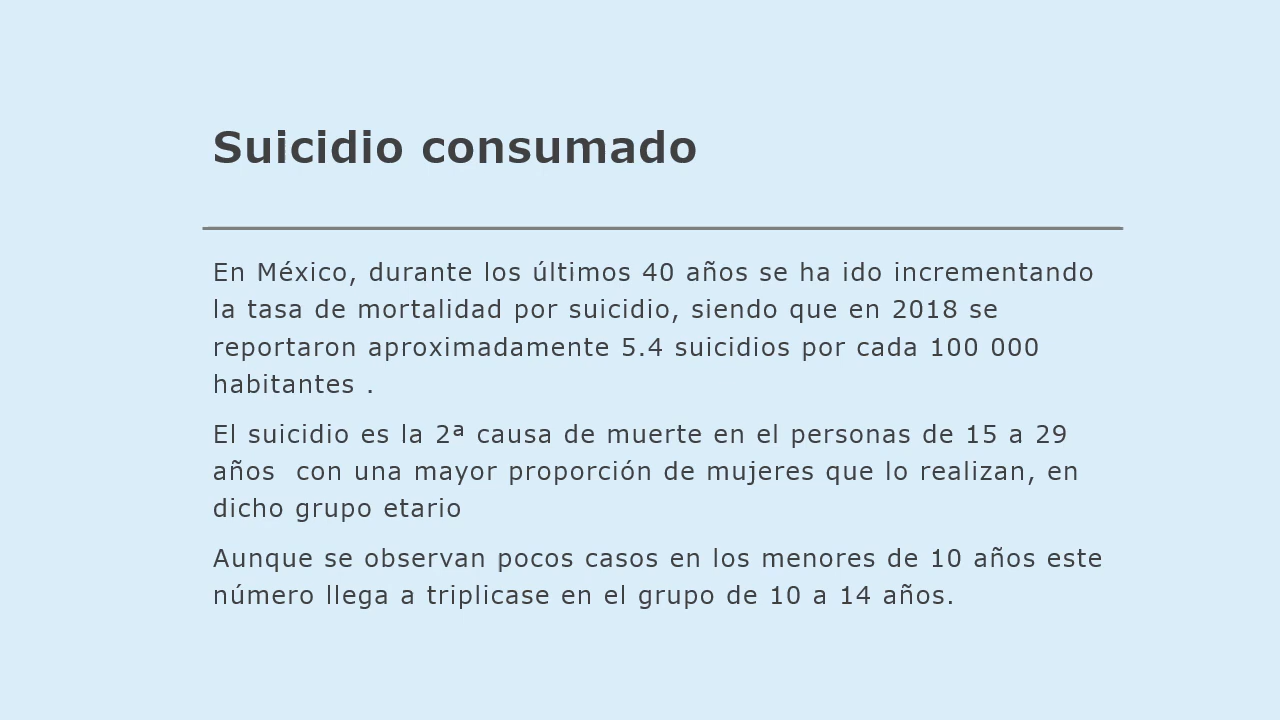 Suicidio consumado
En México, durante los últimos 40 años se ha ido incrementando
la tasa de mortalidad por suicidio, siendo que en 2018 se
reportaron aproximadamente 5.4 suicidios por cada 100 000
habitantes .
El suicidio es la 2ª causa de muerte en el personas de 15 a 29
años  con una mayor proporción de mujeres que lo realizan, en
dicho grupo etario
Aunque se observan pocos casos en los menores de 10 años este
número llega a triplicase en el grupo de 10 a 14 años.